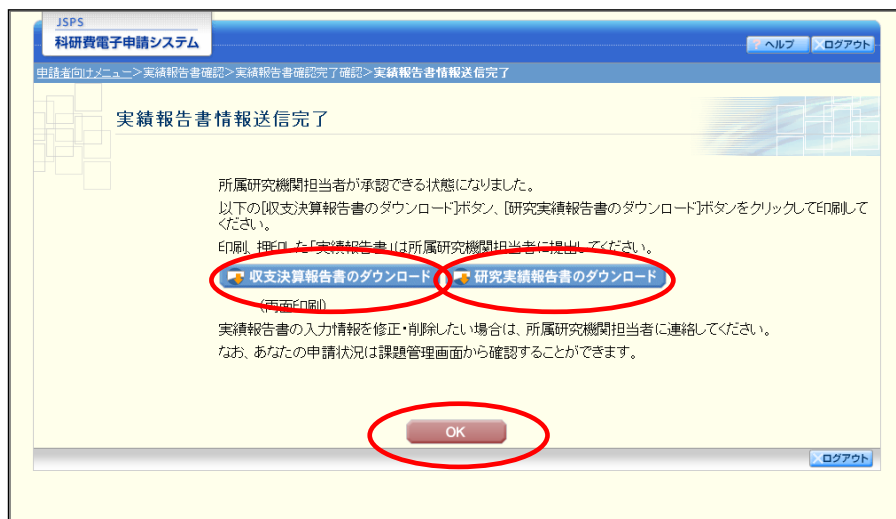 JSPS
科研費電子申請システム
? ヘルプ
ログアウト
申請者向けメニュー>実績報告書確認>実績報告書確認完了確認>実績報告書情報送信完了
実績報告書情報送信完了
所属研究機関担当者が承認できる状態になりました。
以下の[収支決算報告書のダウンロード]ボタン、[研究実績報告書のダウンロード]ボタンをクリックして印刷して
ください。
印刷、押印した「実績報告書」は所属研究機関担当者に提出してください。
収支決算報告書のダウンロード
研究実績報告書のダウンロード
(両面印刷)
実績報告書の入力情報を修正・削除したい場合は、所属研究機関担当者に連絡してください。
なお、あなたの申請状況は課題管理画面から確認することができます。
OK
ログアウト